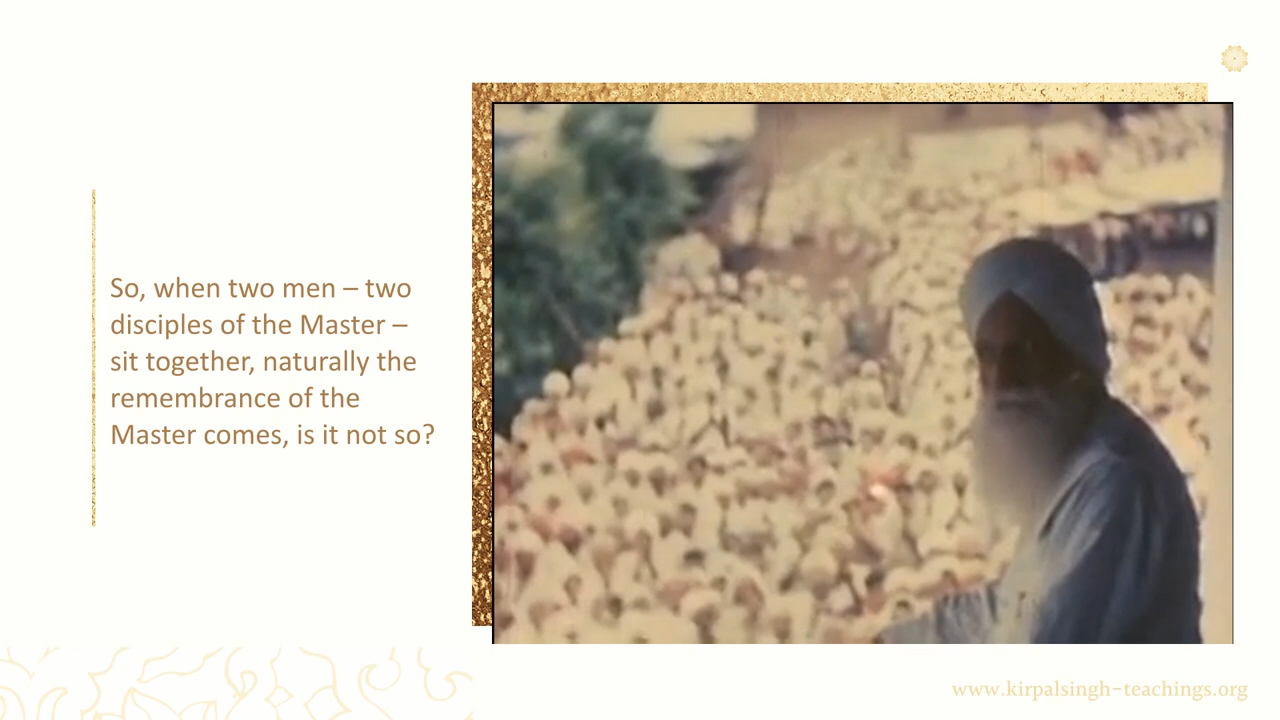 So, when two men – two
disciples of the Master –
sit together, naturally the
remembrance of the
Master comes, is it not so?
www.kirpalsingh-teachings.org